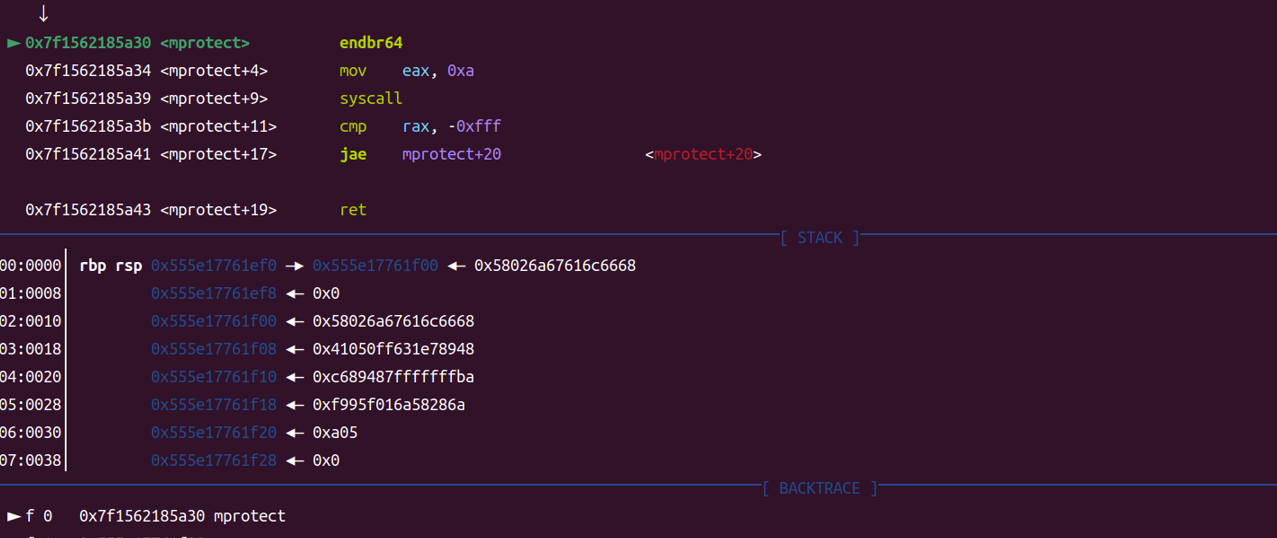 ↓
► 0x7f1562185a30 <mprotect> endbr64
0x7f1562185a34 <mprotect+4> mov eax, 0xa
0x7f1562185a39 <mprotect+9> syscall
0x7f1562185a3b <mprotect+11> cmp rax, -0xfff
0x7f1562185a41 <mprotect+17> jae mprotect+20 <mprotect+20>
0x7f1562185a43 <mprotect+19> ret
[ STACK ]
00:0000│ rbp rsp 0x555e17761ef0 —► 0x555e17761f00 ◄— 0x58026a67616c6668
01:0008│ 0x555e17761ef8 ◄— 0x0
02:0010│ 0x555e17761f00 ◄— 0x58026a67616c6668
03:0018│ 0x555e17761f08 ◄— 0x41050ff631e78948
04:0020│ 0x555e17761f10 ◄— 0xc689487fffffffba
05:0028│ 0x555e17761f18 ◄— 0xf995f016a58286a
06:0030│ 0x555e17761f20 ◄— 0xa05
07:0038│ 0x555e17761f28 ◄— 0x0
[ BACKTRACE ]
► f 0 0x7f1562185a30 mprotect